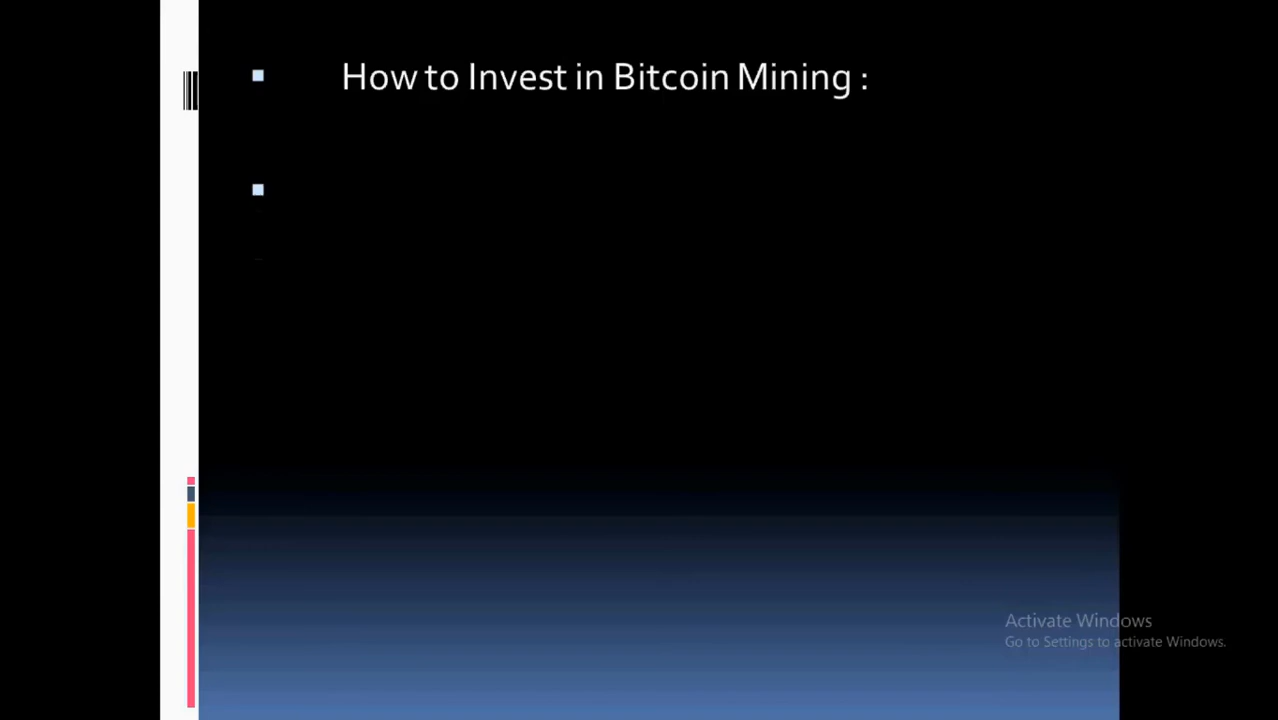 How to Invest in Bitcoin Mining :
Activate Windows
Go to Settings to activate Windows.